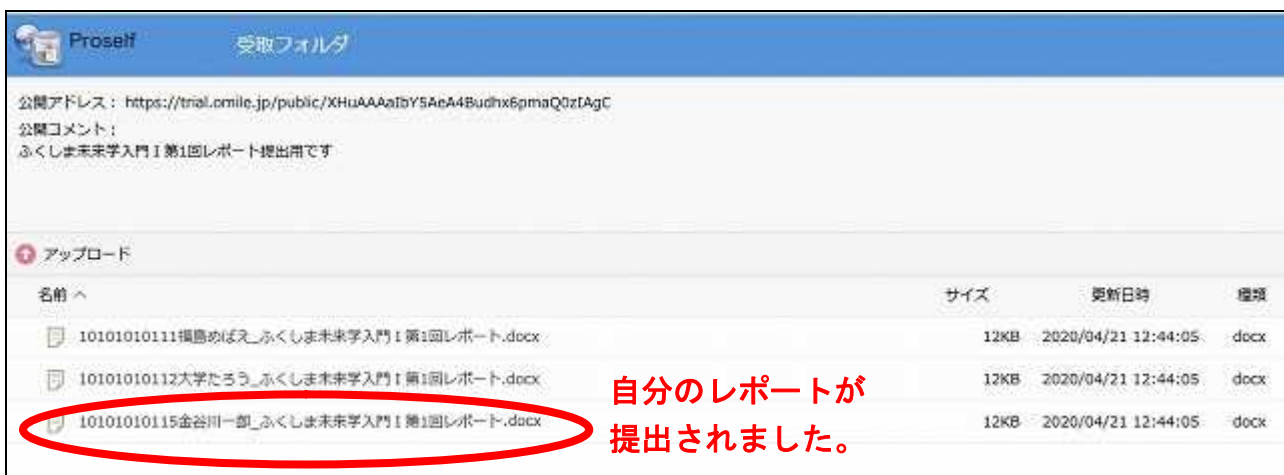 Proself 受取フォルダ
公開アドレス： https://trial.omile.jp/public/XHuAAAaIbY5AeA4Budhx6pmaQ0zIAgC
公開コメント：
ふくしま未来学入門Ⅰ第1回レポート提出用です
アップロード
名前 サイズ 更新日時 種類
10101010111福島めばえ_ふくしま未来学入門Ⅰ第1回レポート.docx 12KB 2020/04/21 12:44:05 docx
10101010112大学たろう_ふくしま未来学入門Ⅰ第1回レポート.docx 12KB 2020/04/21 12:44:05 docx
10101010115金谷川一郎_ふくしま未来学入門Ⅰ第1回レポート.docx 12KB 2020/04/21 12:44:05 docx
自分のレポートが
提出されました。